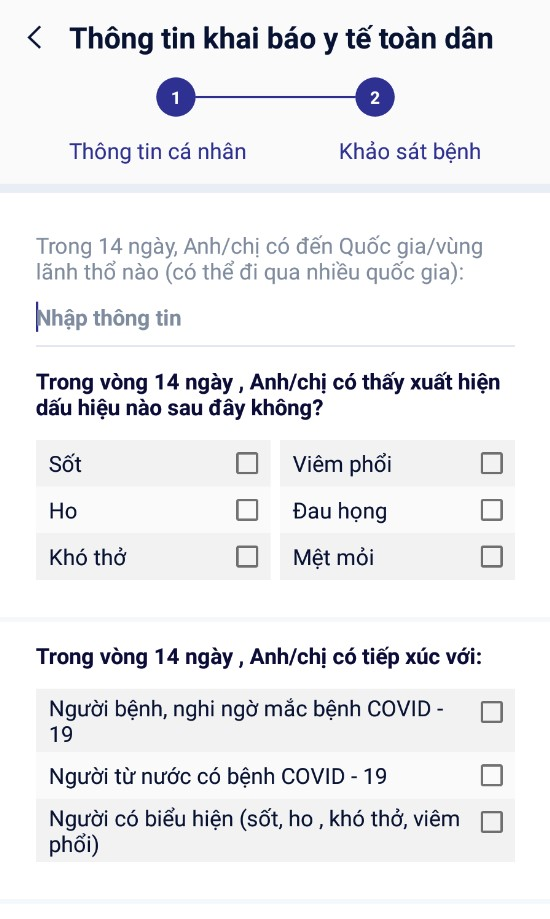 Thông tin khai báo y tế toàn dân
1
2
Thông tin cá nhân
Khảo sát bệnh
Trong 14 ngày, Anh/chị có đến Quốc gia/vùng
lãnh thổ nào (có thể đi qua nhiều quốc gia):
Nhập thông tin
Trong vòng 14 ngày , Anh/chị có thấy xuất hiện
dấu hiệu nào sau đây không?
Sốt
Viêm phổi
Ho
Đau họng
Khó thở
Mệt mỏi
Trong vòng 14 ngày , Anh/chị có tiếp xúc với:
Người bệnh, nghi ngờ mắc bệnh COVID -
19
Người từ nước có bệnh COVID - 19
Người có biểu hiện (sốt, ho , khó thở, viêm
phổi)